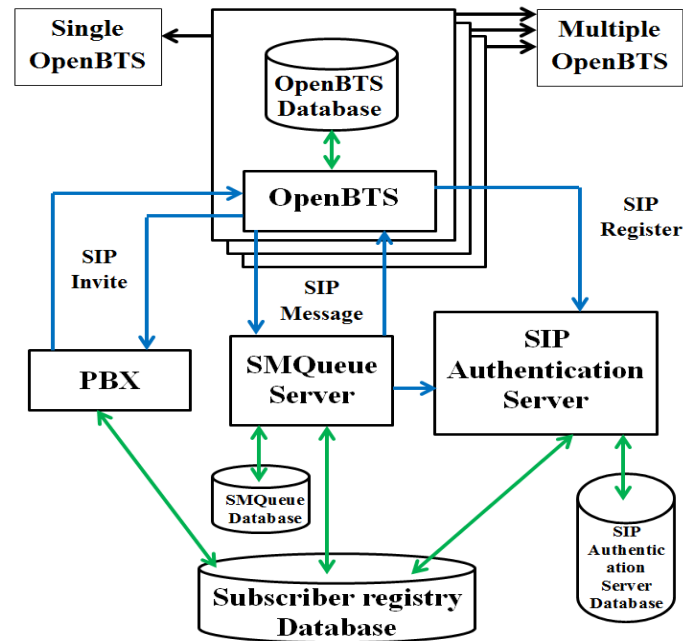 Single
OpenBTS
Multiple
OpenBTS
OpenBTS
Database
OpenBTS
SIP
Register
SIP
Invite
SIP
Message
PBX
SMQueue
Server
SIP
Authentication
Server
SMQueue
Database
SIP
Authentic
ation
Server
Database
Subscriber registry
Database